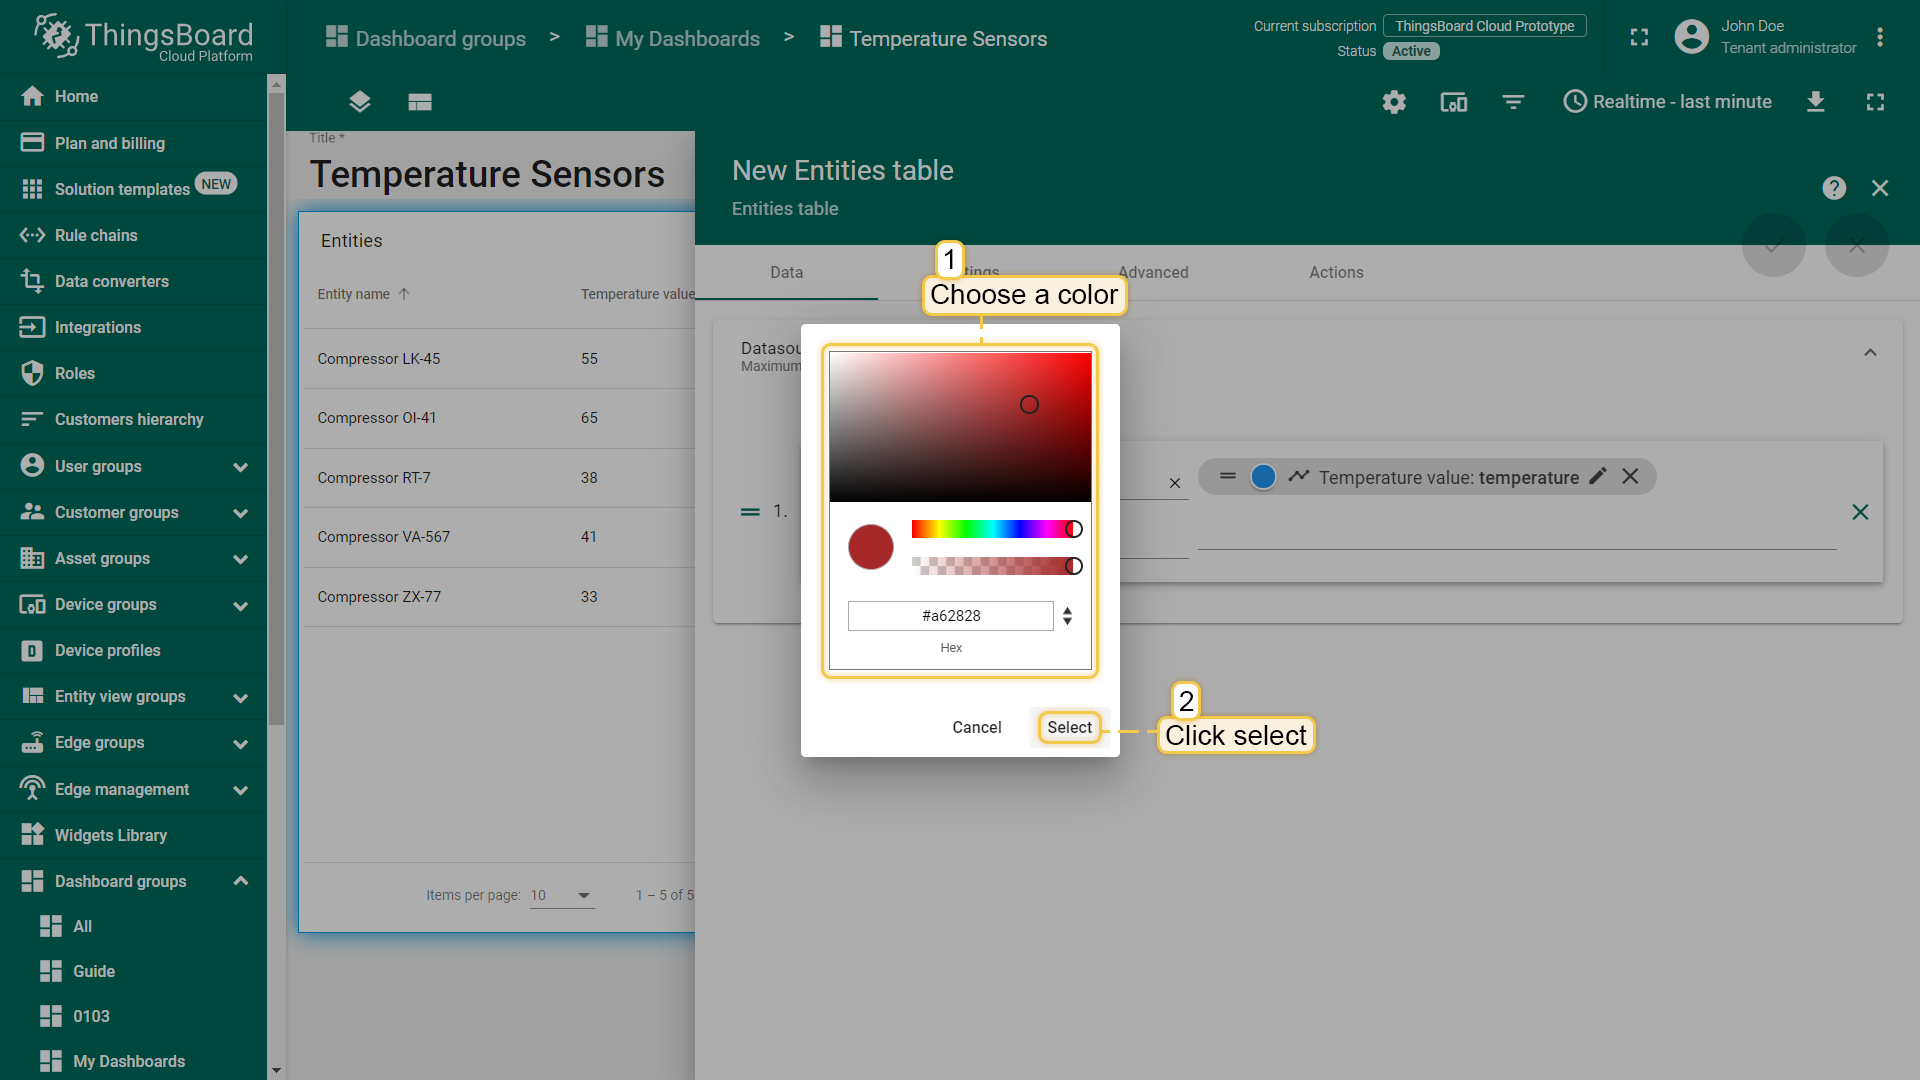 ThingsBoard
Cloud Platform
Dashboard groups > My Dashboards > Temperature Sensors
Current subscription ThingsBoard Cloud Prototype
Status Active
John Doe
Tenant administrator
Realtime - last minute
Home
Plan and billing
Solution templates NEW
Rule chains
Data converters
Integrations
Roles
Customers hierarchy
User groups
Customer groups
Asset groups
Device groups
D Device profiles
Entity view groups
Edge groups
Edge management
Widgets Library
Dashboard groups
All
Guide
0103
My Dashboards
Title *
Temperature Sensors
Entities
Entity name Temperature value
Compressor LK-45 55
Compressor OI-41 65
Compressor RT-7 38
Compressor VA-567 41
Compressor ZX-77 33
Items per page: 10 1 – 5 of 5
New Entities table
Entities table
?
Data Advanced Actions
1
Choose a color
Maximum
1.
Temperature value: temperature
#a62828
Hex
Cancel Select
2
Click select